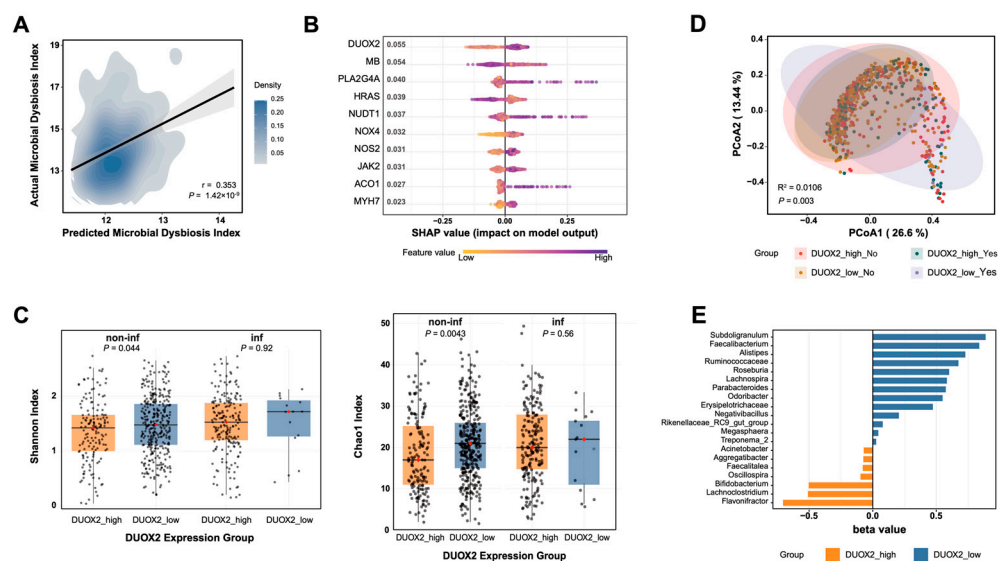 A
Actual Microbial Dysbiosis Index
19
17
15
13
Density
0.25
0.20
0.15
0.10
0.05
r = 0.353
P = 1.42×10⁻⁹
12
13
14
Predicted Microbial Dysbiosis Index
B
DUOX2 0.055
MB 0.054
PLA2G4A 0.040
HRAS 0.039
NUDT1 0.037
NOX4 0.032
NOS2 0.031
JAK2 0.031
ACO1 0.027
MYH7 0.023
−0.25 0.00 0.25
SHAP value (impact on model output)
Feature value
Low High
D
PCoA2 ( 13.44 %)
0.4
0.2
0.0
−0.2
−0.4
R² = 0.0106
P = 0.003
−0.4 0.0 0.4
PCoA1 ( 26.6 %)
Group
DUOX2_high_No DUOX2_high_Yes
DUOX2_low_No DUOX2_low_Yes
C
Shannon Index
2
1
0
non-inf inf
P = 0.044 P = 0.92
DUOX2_high DUOX2_low DUOX2_high DUOX2_low
DUOX2 Expression Group
Chao1 Index
50
40
30
20
10
0
non-inf inf
P = 0.0043 P = 0.56
DUOX2_high DUOX2_low DUOX2_high DUOX2_low
DUOX2 Expression Group
E
Subdoligranulum
Faecalibacterium
Alistipes
Ruminococcaceae
Roseburia
Lachnospira
Parabacteroides
Odoribacter
Erysipelotrichaceae
Negativibacillus
Rikenellaceae_RC9_gut_group
Megasphaera
Treponema_2
Acinetobacter
Aggregatibacter
Faecalitalea
Oscillospira
Bifidobacterium
Lachnoclostridium
Flavonifractor
−0.5 0.0 0.5
beta value
Group DUOX2_high DUOX2_low